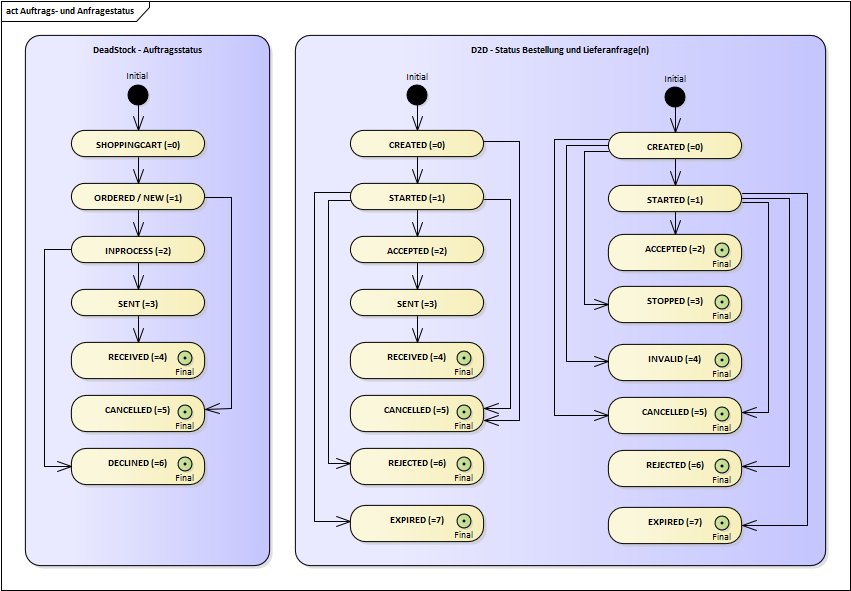 act Auftrags- und Anfragestatus
DeadStock - Auftragsstatus
Initial
SHOPPINGCART (=0)
ORDERED / NEW (=1)
INPROCESS (=2)
SENT (=3)
RECEIVED (=4)
Final
CANCELLED (=5)
Final
DECLINED (=6)
Final
D2D - Status Bestellung und Lieferanfrage(n)
Initial
CREATED (=0)
STARTED (=1)
ACCEPTED (=2)
SENT (=3)
RECEIVED (=4)
Final
CANCELLED (=5)
Final
REJECTED (=6)
Final
EXPIRED (=7)
Final
Initial
CREATED (=0)
STARTED (=1)
ACCEPTED (=2)
Final
STOPPED (=3)
Final
INVALID (=4)
Final
CANCELLED (=5)
Final
REJECTED (=6)
Final
EXPIRED (=7)
Final